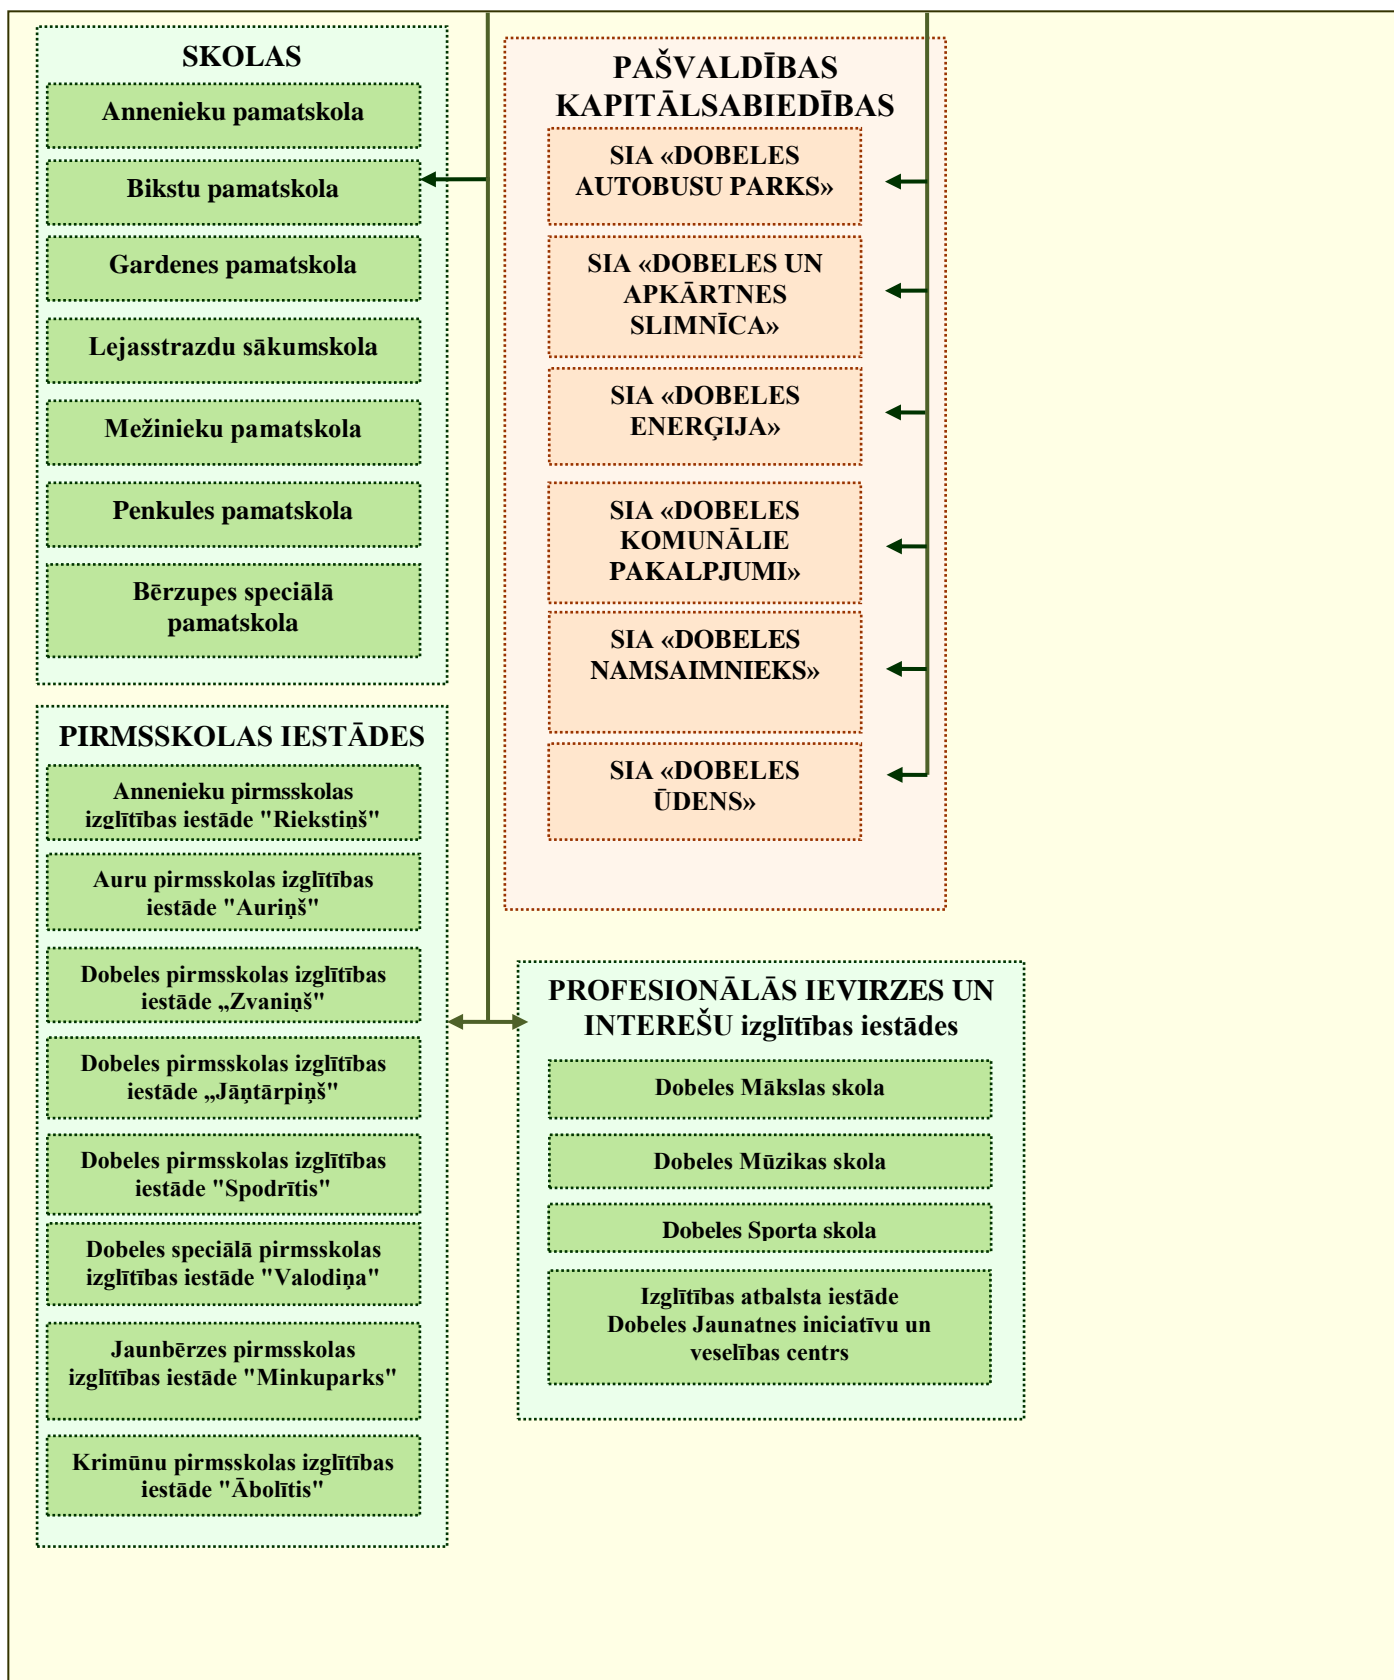 SKOLAS
Annenieku pamatskola
Bikstu pamatskola
Gardenes pamatskola
Lejasstrazdu sākumskola
Mežinieku pamatskola
Penkules pamatskola
Bērzupes speciālā
pamatskola
PIRMSSKOLAS IESTĀDES
Annenieku pirmsskolas
izglītības iestāde "Riekstiņš"
Auru pirmsskolas izglītības
iestāde "Auriņš"
Dobeles pirmsskolas izglītības
iestāde „Zvaniņš"
Dobeles pirmsskolas izglītības
iestāde „Jāņtārpiņš"
Dobeles pirmsskolas izglītības
iestāde "Spodrītis"
Dobeles speciālā pirmsskolas
izglītības iestāde "Valodiņa"
Jaunbērzes pirmsskolas
izglītības iestāde "Minkuparks"
Krimūnu pirmsskolas izglītības
iestāde "Ābolītis"
PAŠVALDĪBAS
KAPITĀLSABIEDĪBAS
SIA «DOBELES
AUTOBUSU PARKS»
SIA «DOBELES UN
APKĀRTNES
SLIMNĪCA»
SIA «DOBELES
ENERĢIJA»
SIA «DOBELES
KOMUNĀLIE
PAKALPJUMI»
SIA «DOBELES
NAMSAIMNIEKS»
SIA «DOBELES
ŪDENS»
PROFESIONĀLĀS IEVIRZES UN
INTEREŠU izglītības iestādes
Dobeles Mākslas skola
Dobeles Mūzikas skola
Dobeles Sporta skola
Izglītības atbalsta iestāde
Dobeles Jaunatnes iniciatīvu un
veselības centrs